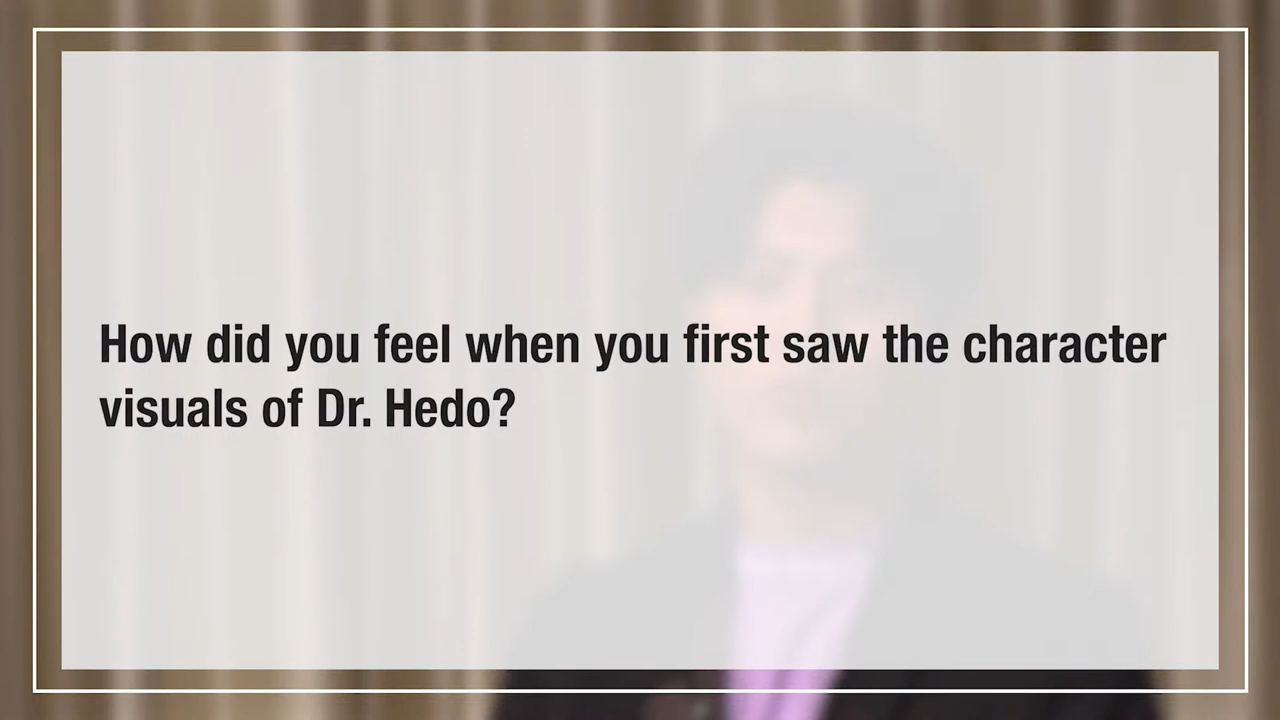 How did you feel when you first saw the character
visuals of Dr. Hedo?